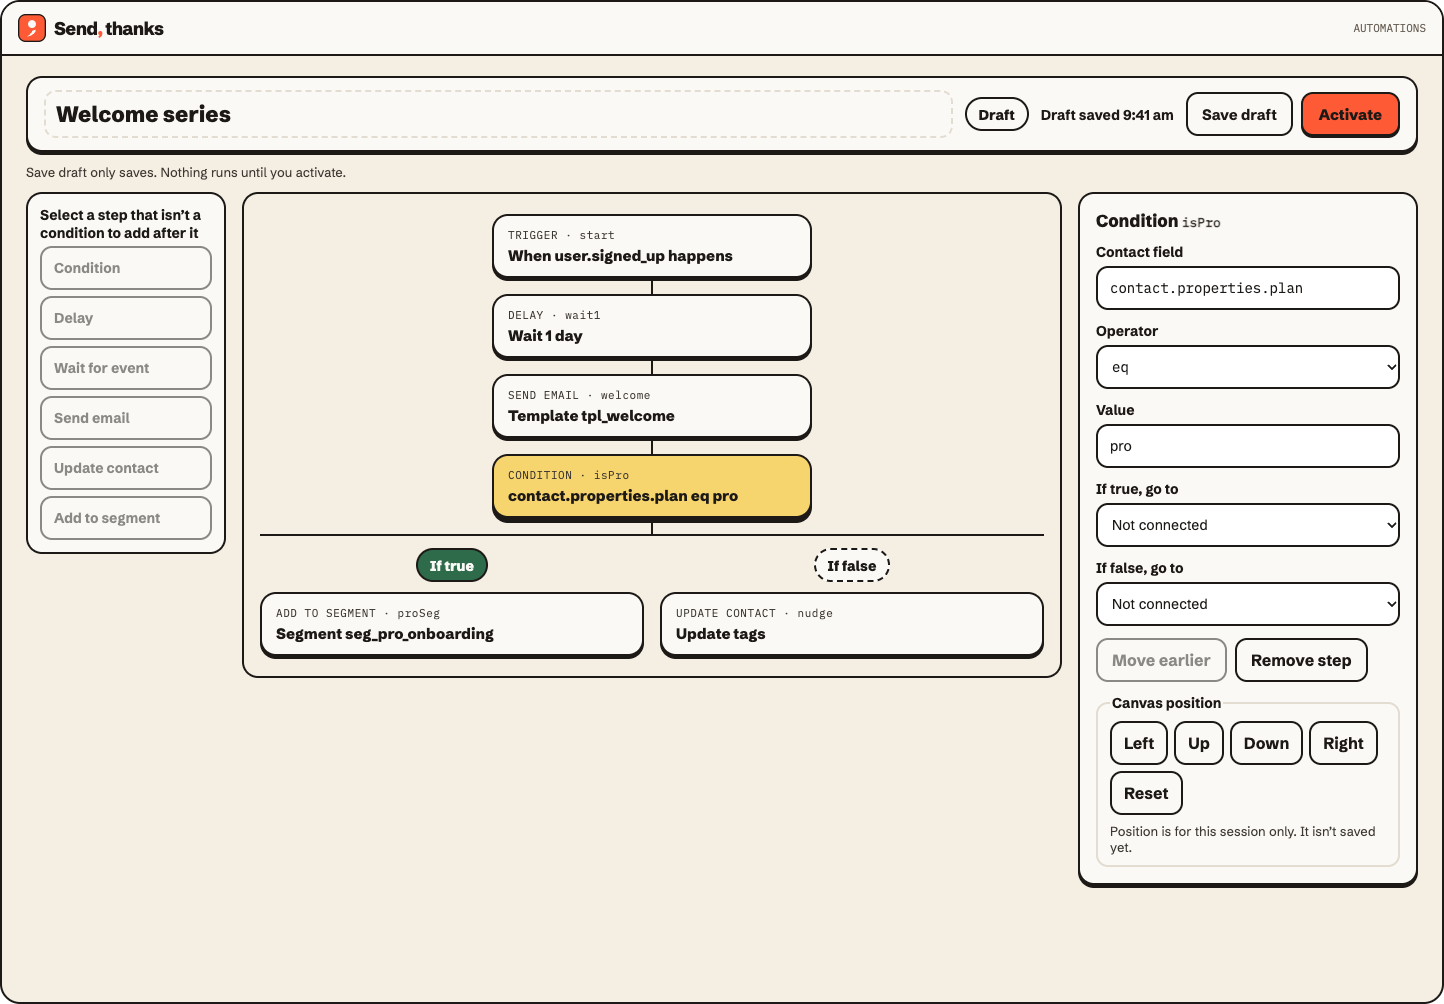 Send, thanks
AUTOMATIONS
Welcome series
Draft
Draft saved 9:41 am
Save draft
Activate
Save draft only saves. Nothing runs until you activate.
Select a step that isn’t a
condition to add after it
Condition
Delay
Wait for event
Send email
Update contact
Add to segment
TRIGGER · start
When user.signed_up happens
DELAY · wait1
Wait 1 day
SEND EMAIL · welcome
Template tpl_welcome
CONDITION · isPro
contact.properties.plan eq pro
If true
If false
ADD TO SEGMENT · proSeg
Segment seg_pro_onboarding
UPDATE CONTACT · nudge
Update tags
Condition isPro
Contact field
contact.properties.plan
Operator
eq
Value
pro
If true, go to
Not connected
If false, go to
Not connected
Move earlier
Remove step
Canvas position
Left
Up
Down
Right
Reset
Position is for this session only. It isn’t saved
yet.